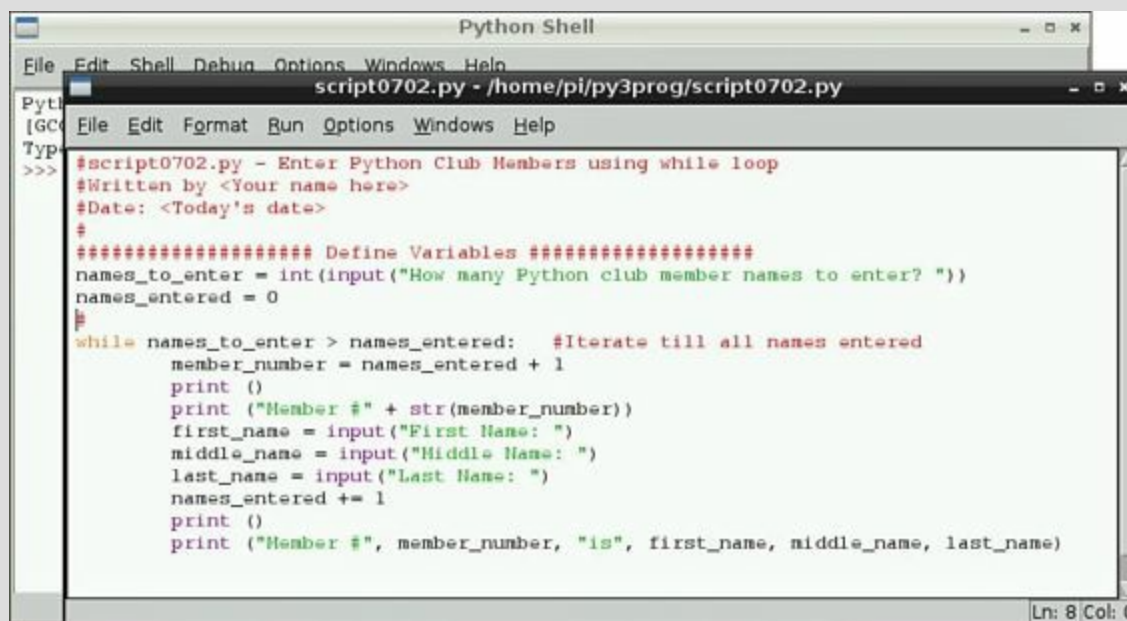 Python Shell
File Edit Shell Debug Options Windows Help
script0702.py - /home/pi/py3prog/script0702.py
File Edit Format Run Options Windows Help
>>>
#script0702.py - Enter Python Club Members using while loop
#Written by <Your name here>
#Date: <Today's date>
#
#################### Define Variables ###################
names_to_enter = int(input("How many Python club member names to enter? "))
names_entered = 0
#
while names_to_enter > names_entered:   #Iterate till all names entered
        member_number = names_entered + 1
        print ()
        print ("Member #" + str(member_number))
        first_name = input("First Name: ")
        middle_name = input("Middle Name: ")
        last_name = input("Last Name: ")
        names_entered += 1
        print ()
        print ("Member #", member_number, "is", first_name, middle_name, last_name)
Ln: 8 Col: